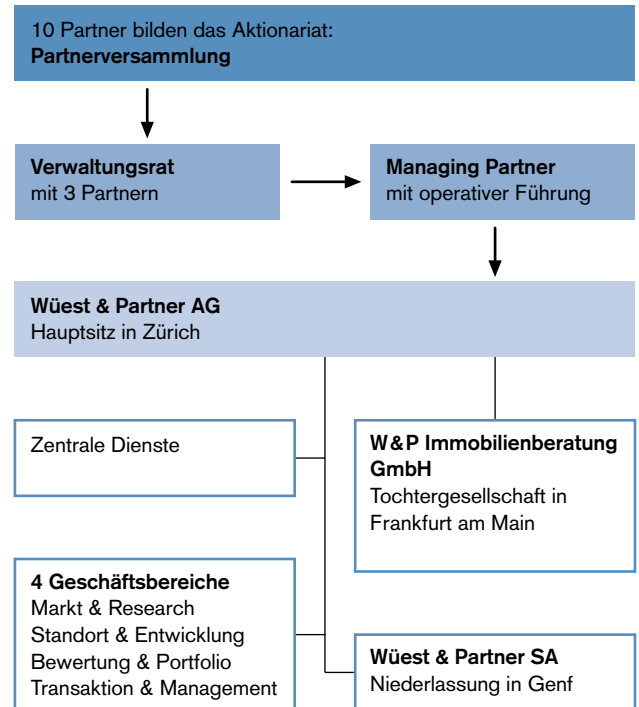 10 Partner bilden das Aktionariat:
Partnerversammlung
Verwaltungsrat
mit 3 Partnern
Managing Partner
mit operativer Führung
Wüest & Partner AG
Hauptsitz in Zürich
Zentrale Dienste
W&P Immobilienberatung
GmbH
Tochtergesellschaft in
Frankfurt am Main
4 Geschäftsbereiche
Markt & Research
Standort & Entwicklung
Bewertung & Portfolio
Transaktion & Management
Wüest & Partner SA
Niederlassung in Genf